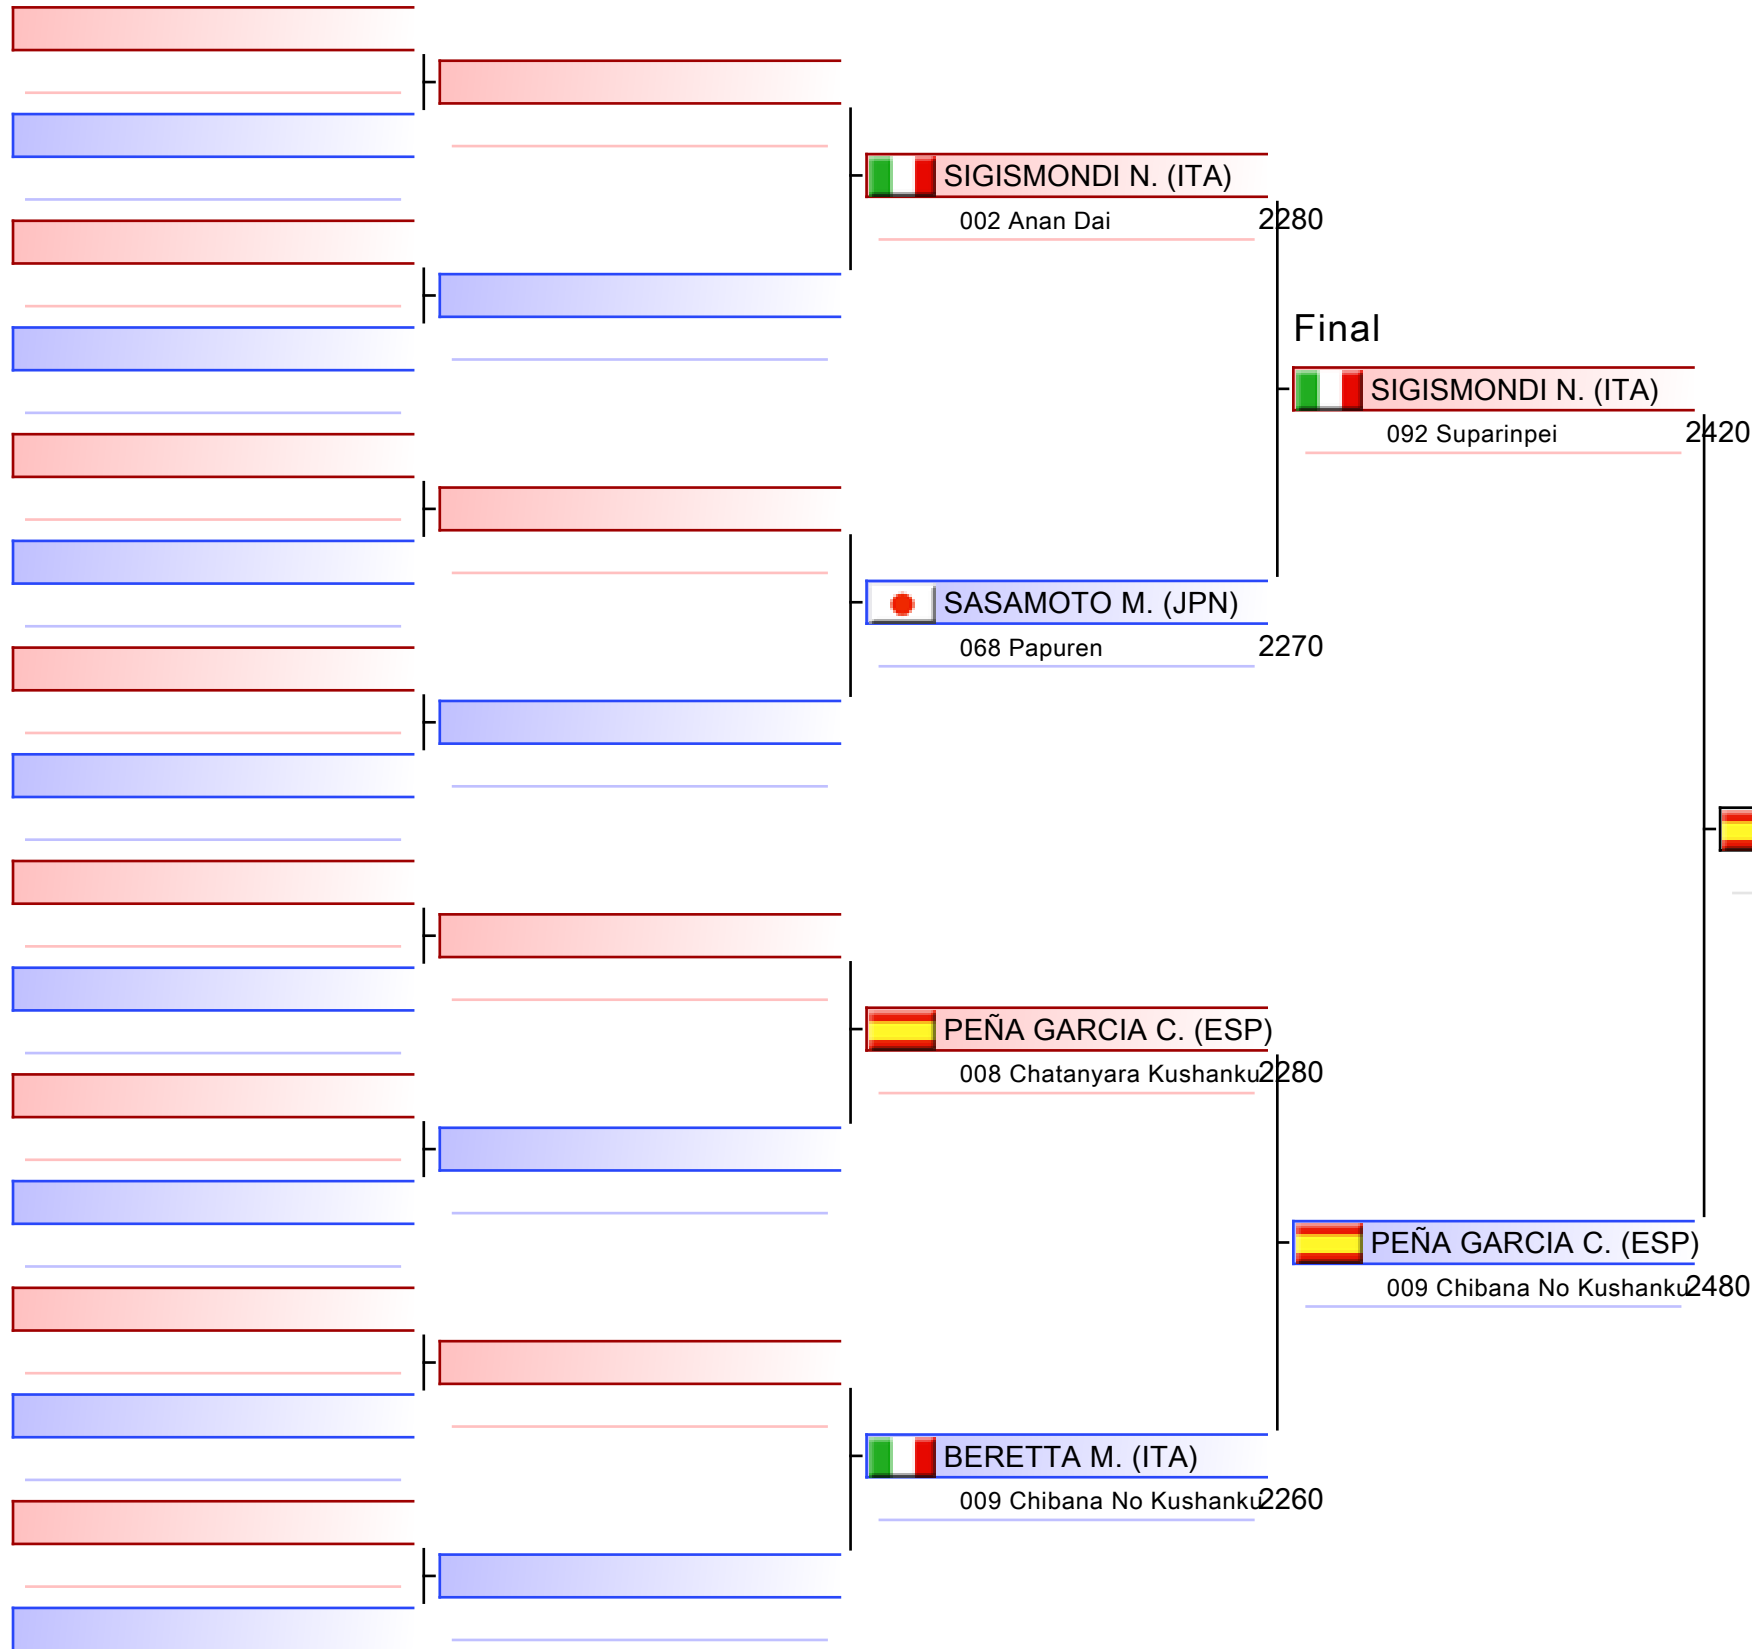 SIGISMONDI N. (ITA)
002 Anan Dai 2280
Final
SIGISMONDI N. (ITA)
092 Suparinpei 2420
SASAMOTO M. (JPN)
068 Papuren 2270
PEÑA GARCIA C. (ESP)
008 Chatanyara Kushanku 2280
PEÑA GARCIA C. (ESP)
009 Chibana No Kushanku 2480
BERETTA M. (ITA)
009 Chibana No Kushanku 2260